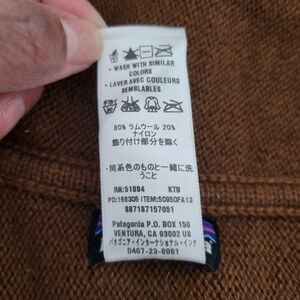 • WASH WITH SIMILAR
COLORS
• LAVER AVEC COULEURS
SEMBLABLES
80% ラムウール 20%
ナイロン
飾り付け部分を除く
・同系色のものと一緒に洗
うこと
RN:51884 KTB
PO:168305 ITEM:50950FA13
887187157051
Patagonia P.O. BOX 150
VENTURA, CA 93002 US
パタゴニア・インターナショナル・インク
0467-23-8961